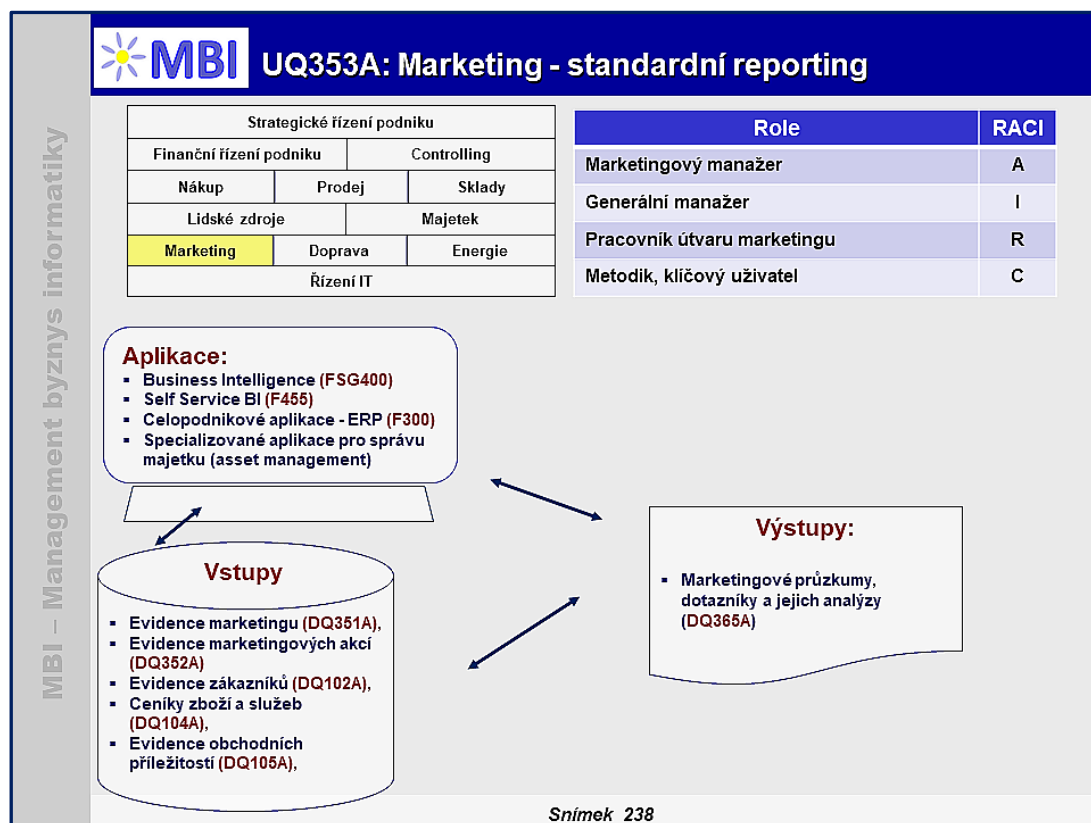 MBI
UQ353A: Marketing - standardní reporting
MBI – Management byznys informatiky
Strategické řízení podniku
Finanční řízení podniku Controlling
Nákup Prodej Sklady
Lidské zdroje Majetek
Marketing Doprava Energie
Řízení IT
Role RACI
Marketingový manažer A
Generální manažer I
Pracovník útvaru marketingu R
Metodik, klíčový uživatel C
Aplikace:
▪ Business Intelligence (FSG400)
▪ Self Service BI (F455)
▪ Celopodnikové aplikace - ERP (F300)
▪ Specializované aplikace pro správu
majetku (asset management)
Vstupy
▪ Evidence marketingu (DQ351A),
▪ Evidence marketingových akcí
(DQ352A)
▪ Evidence zákazníků (DQ102A),
▪ Ceníky zboží a služeb
(DQ104A),
▪ Evidence obchodních
příležitostí (DQ105A),
Výstupy:
▪ Marketingové průzkumy,
dotazníky a jejich analýzy
(DQ365A)
Snímek 238